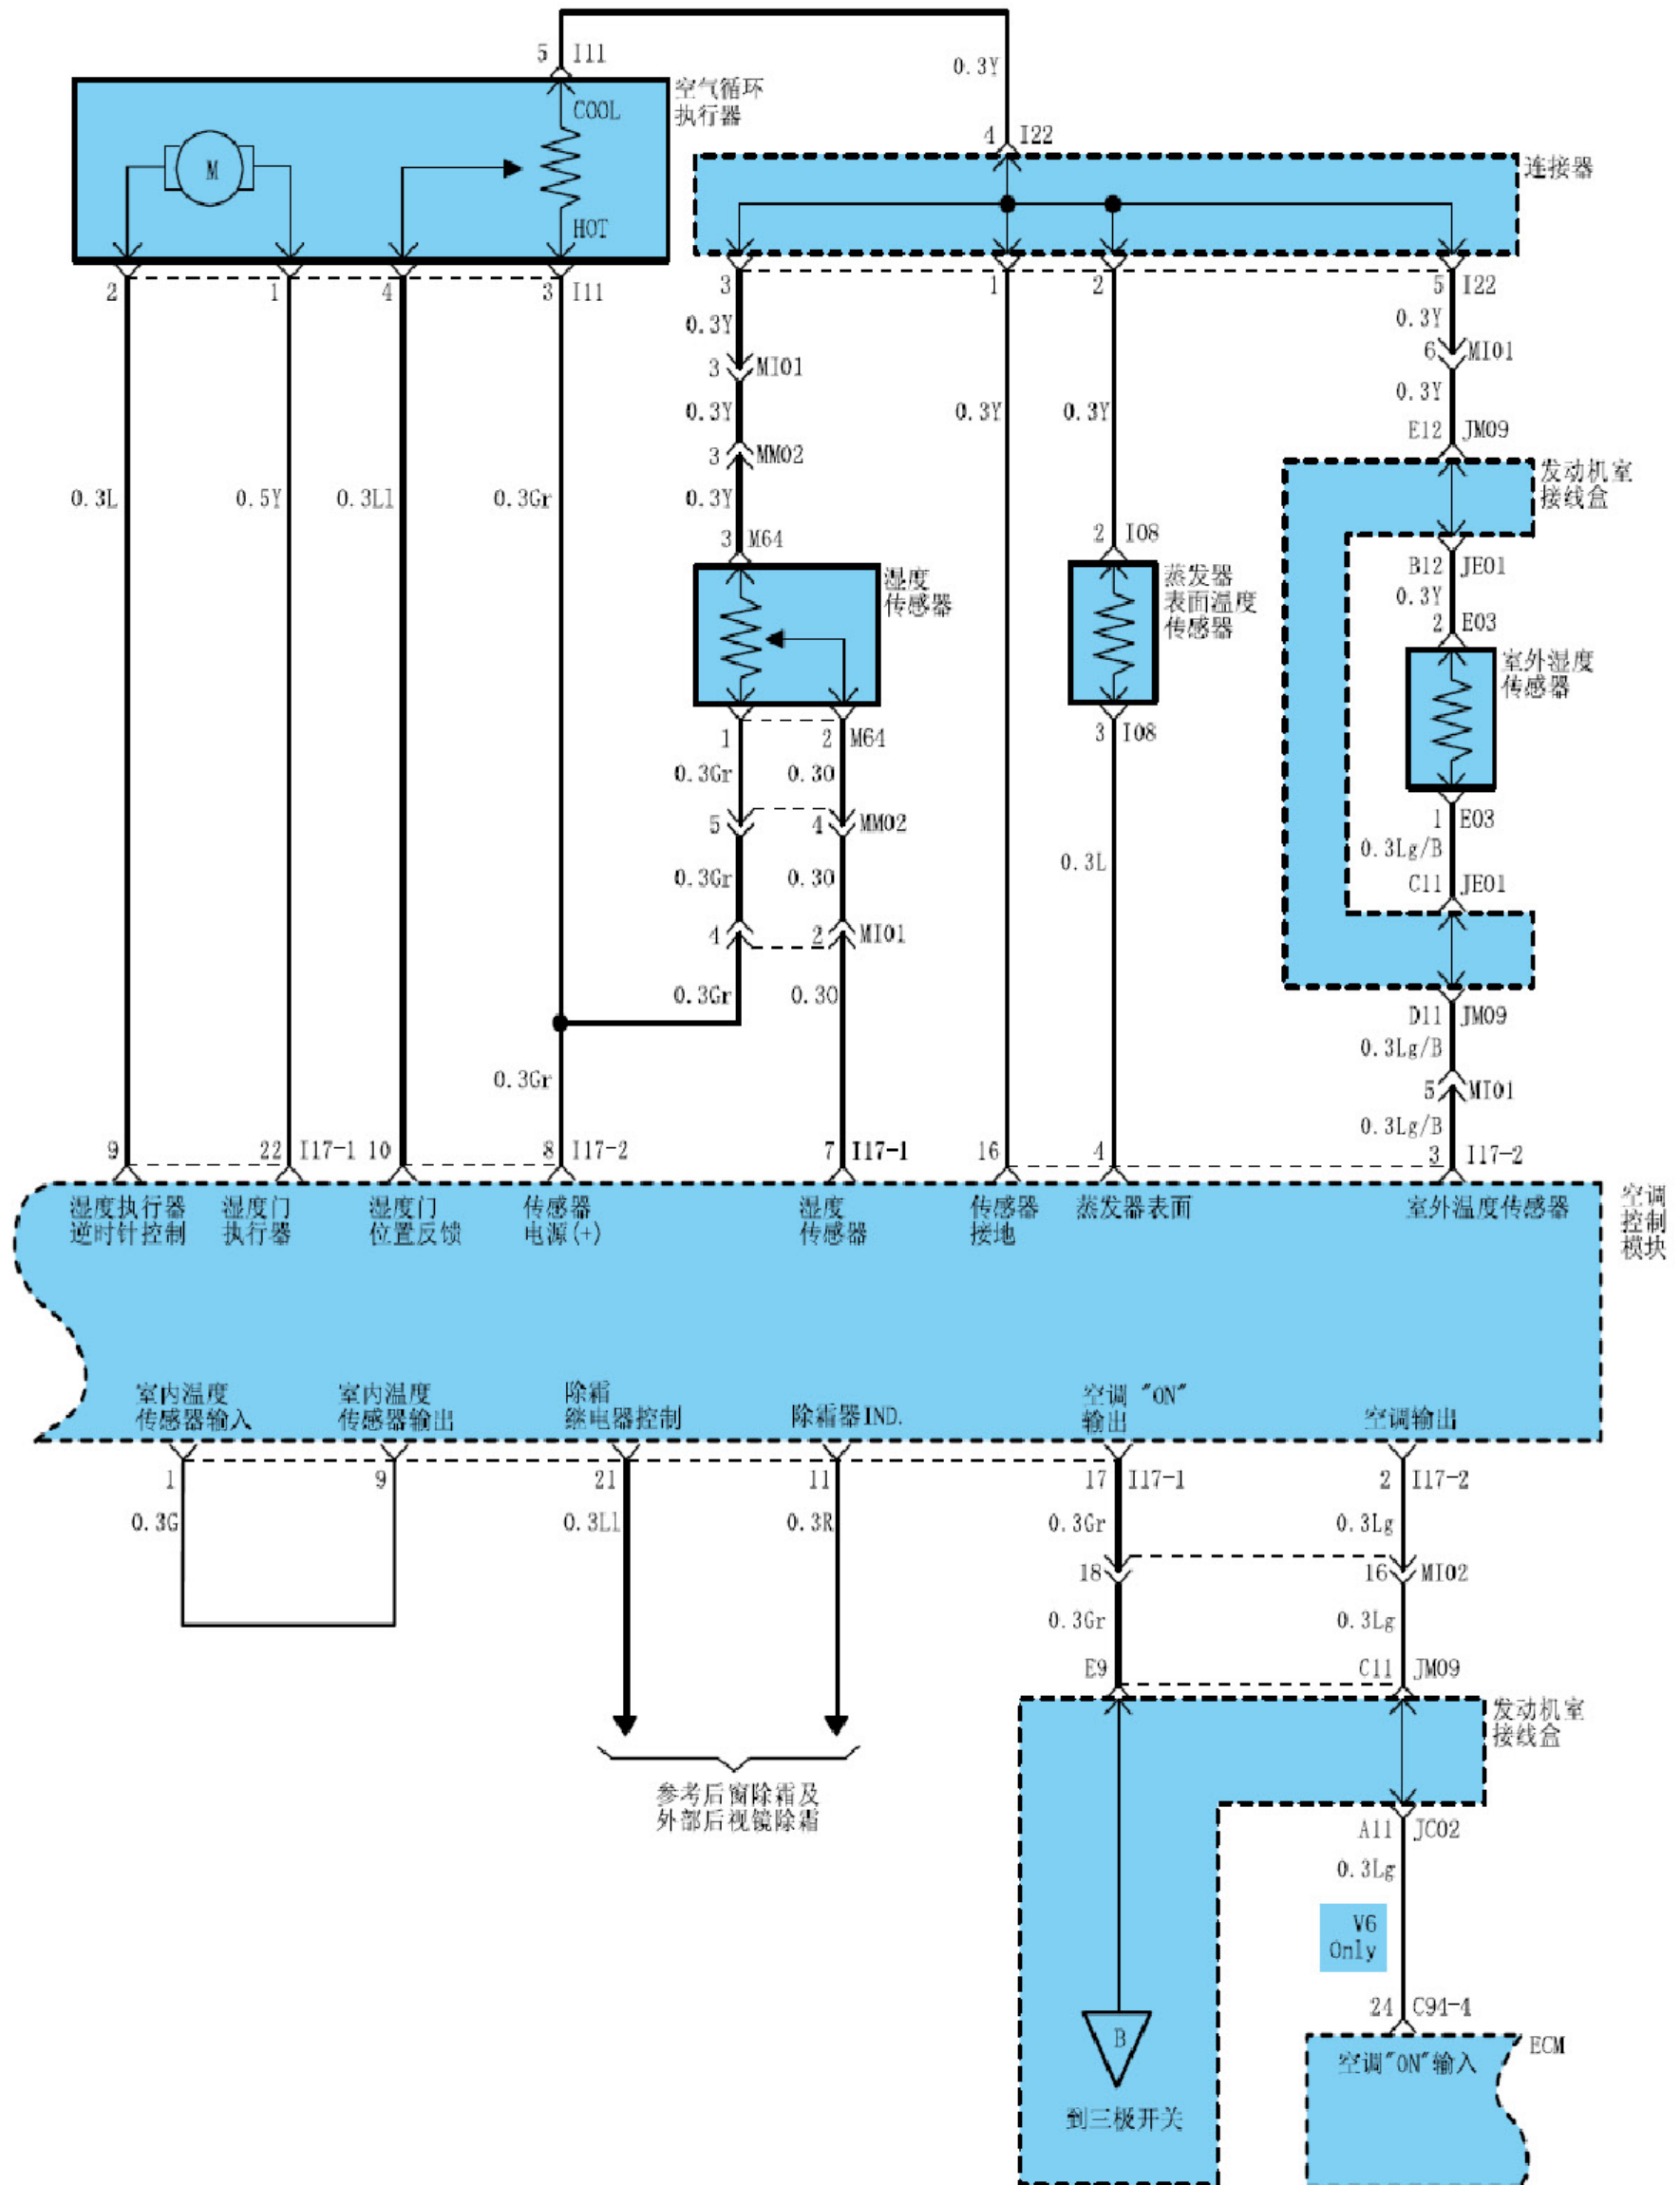 5 I11
0.3Y
空气循环
执行器
COOL
M
HOT
4 I22
连接器
2
1
4
3 I11
3
1
2
5 I22
0.3Y
0.3Y
3 MI01
6 MI01
0.3Y
0.3Y
0.3Y
0.3Y
E12 JM09
3 MM02
发动机室
接线盒
0.3L
0.5Y
0.3Ll
0.3Gr
0.3Y
3 M64
2 I08
B12 JE01
湿度
传感器
蒸发器
表面温度
传感器
0.3Y
2 E03
室外湿度
传感器
1
2 M64
3 I08
0.3Gr
0.3O
5
4 MM02
1 E03
0.3Lg/B
0.3L
0.3Gr
0.3O
C11 JE01
4
2 MI01
0.3Gr
0.3O
D11 JM09
0.3Lg/B
0.3Gr
5 MI01
0.3Lg/B
9
22 I17-1
10
8 I17-2
7 I17-1
16
4
3 I17-2
湿度执行器
逆时针控制
湿度门
执行器
湿度门
位置反馈
传感器
电源(+)
湿度
传感器
传感器
接地
蒸发器表面
室外温度传感器
空调
控制
模块
室内温度
传感器输入
室内温度
传感器输出
除霜
继电器控制
除霜器IND.
空调 "ON"
输出
空调输出
1
9
21
11
17 I17-1
2 I17-2
0.3G
0.3Ll
0.3R
0.3Gr
0.3Lg
18
16 MI02
0.3Gr
0.3Lg
E9
C11 JM09
发动机室
接线盒
参考后窗除霜及
外部后视镜除霜
A11 JC02
0.3Lg
V6
Only
24 C94-4
B
ECM
空调"ON"输入
到三极开关